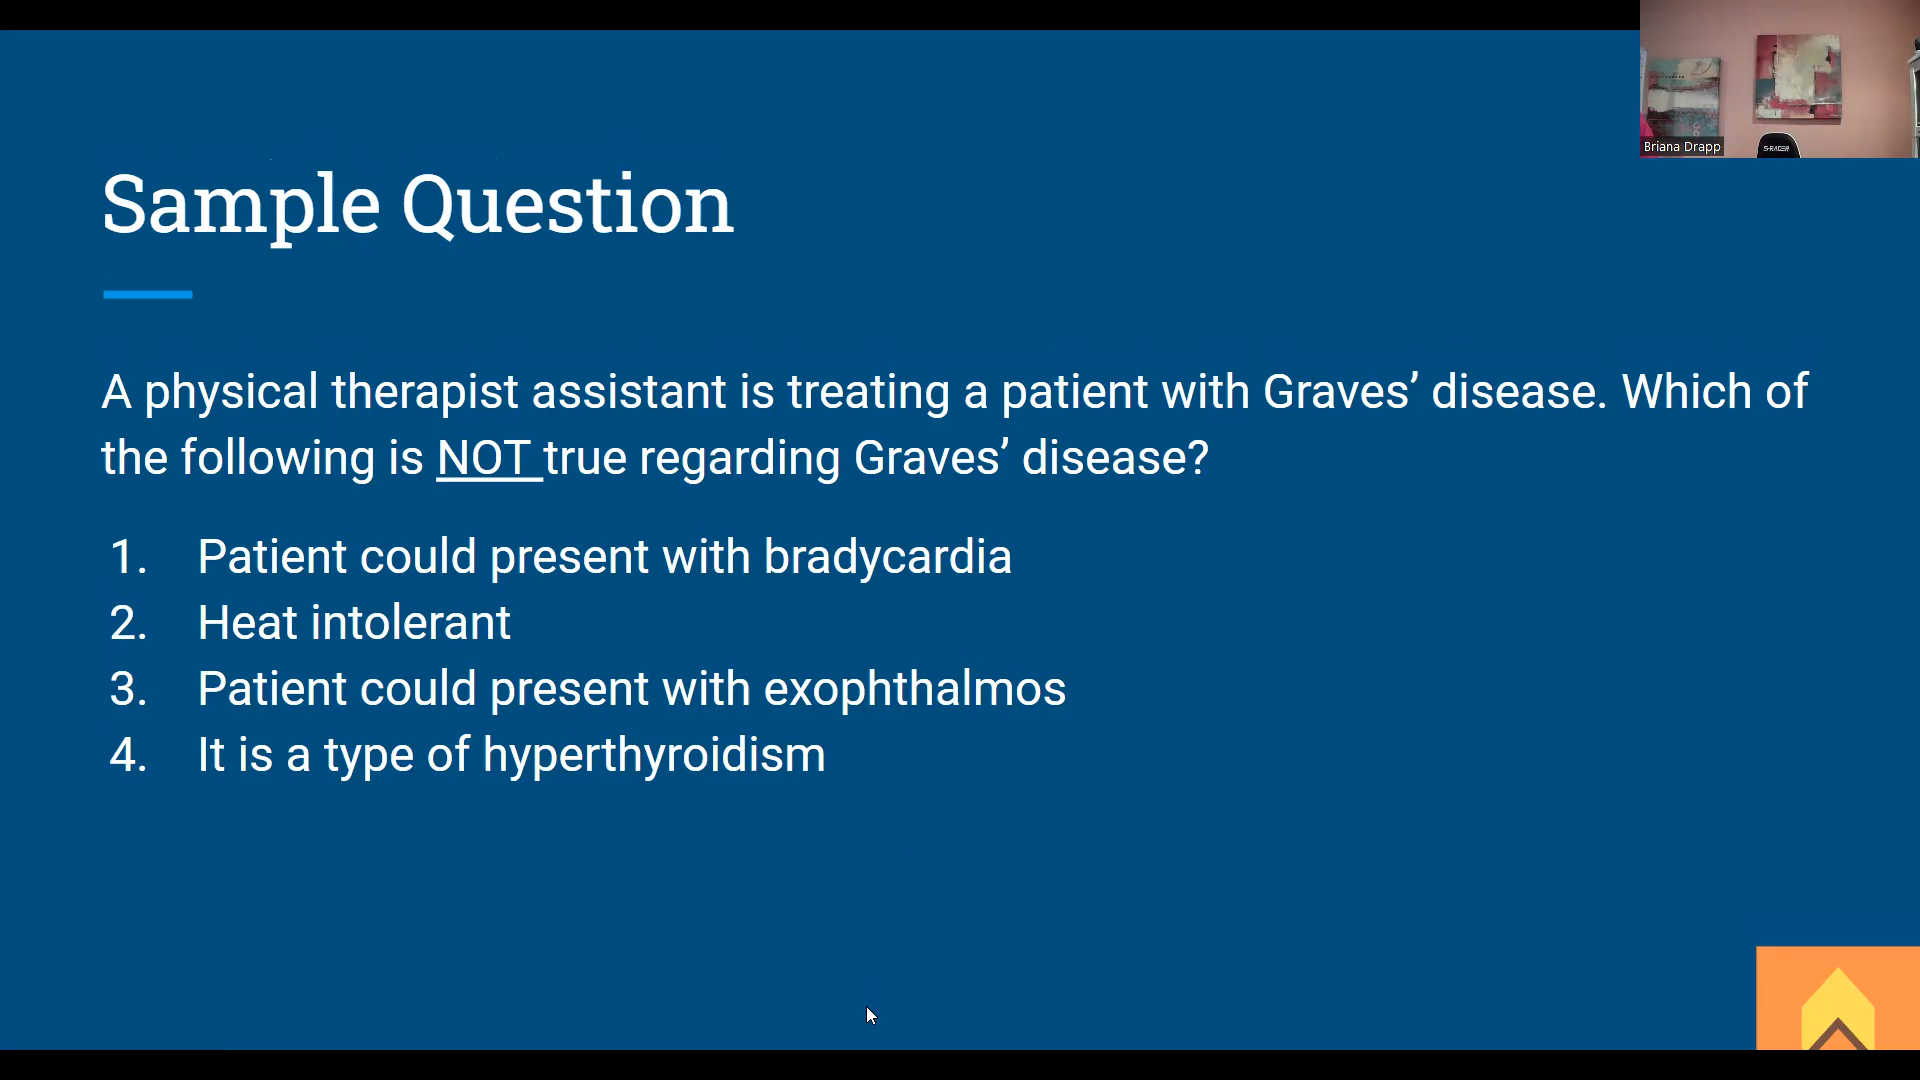 Briana Drapp
S-RACER
Sample Question
A physical therapist assistant is treating a patient with Graves’ disease. Which of
the following is NOT true regarding Graves’ disease?
1. Patient could present with bradycardia
2. Heat intolerant
3. Patient could present with exophthalmos
4. It is a type of hyperthyroidism